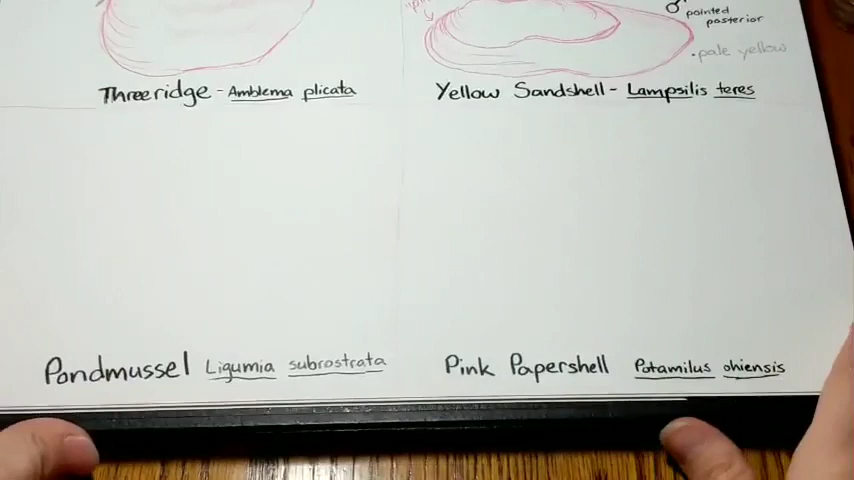 ♂ pointed
posterior
• pale yellow
Threeridge - Amblema plicata
Yellow Sandshell - Lampsilis teres
Pondmussel Ligumia subrostrata
Pink Papershell Potamilus ohiensis